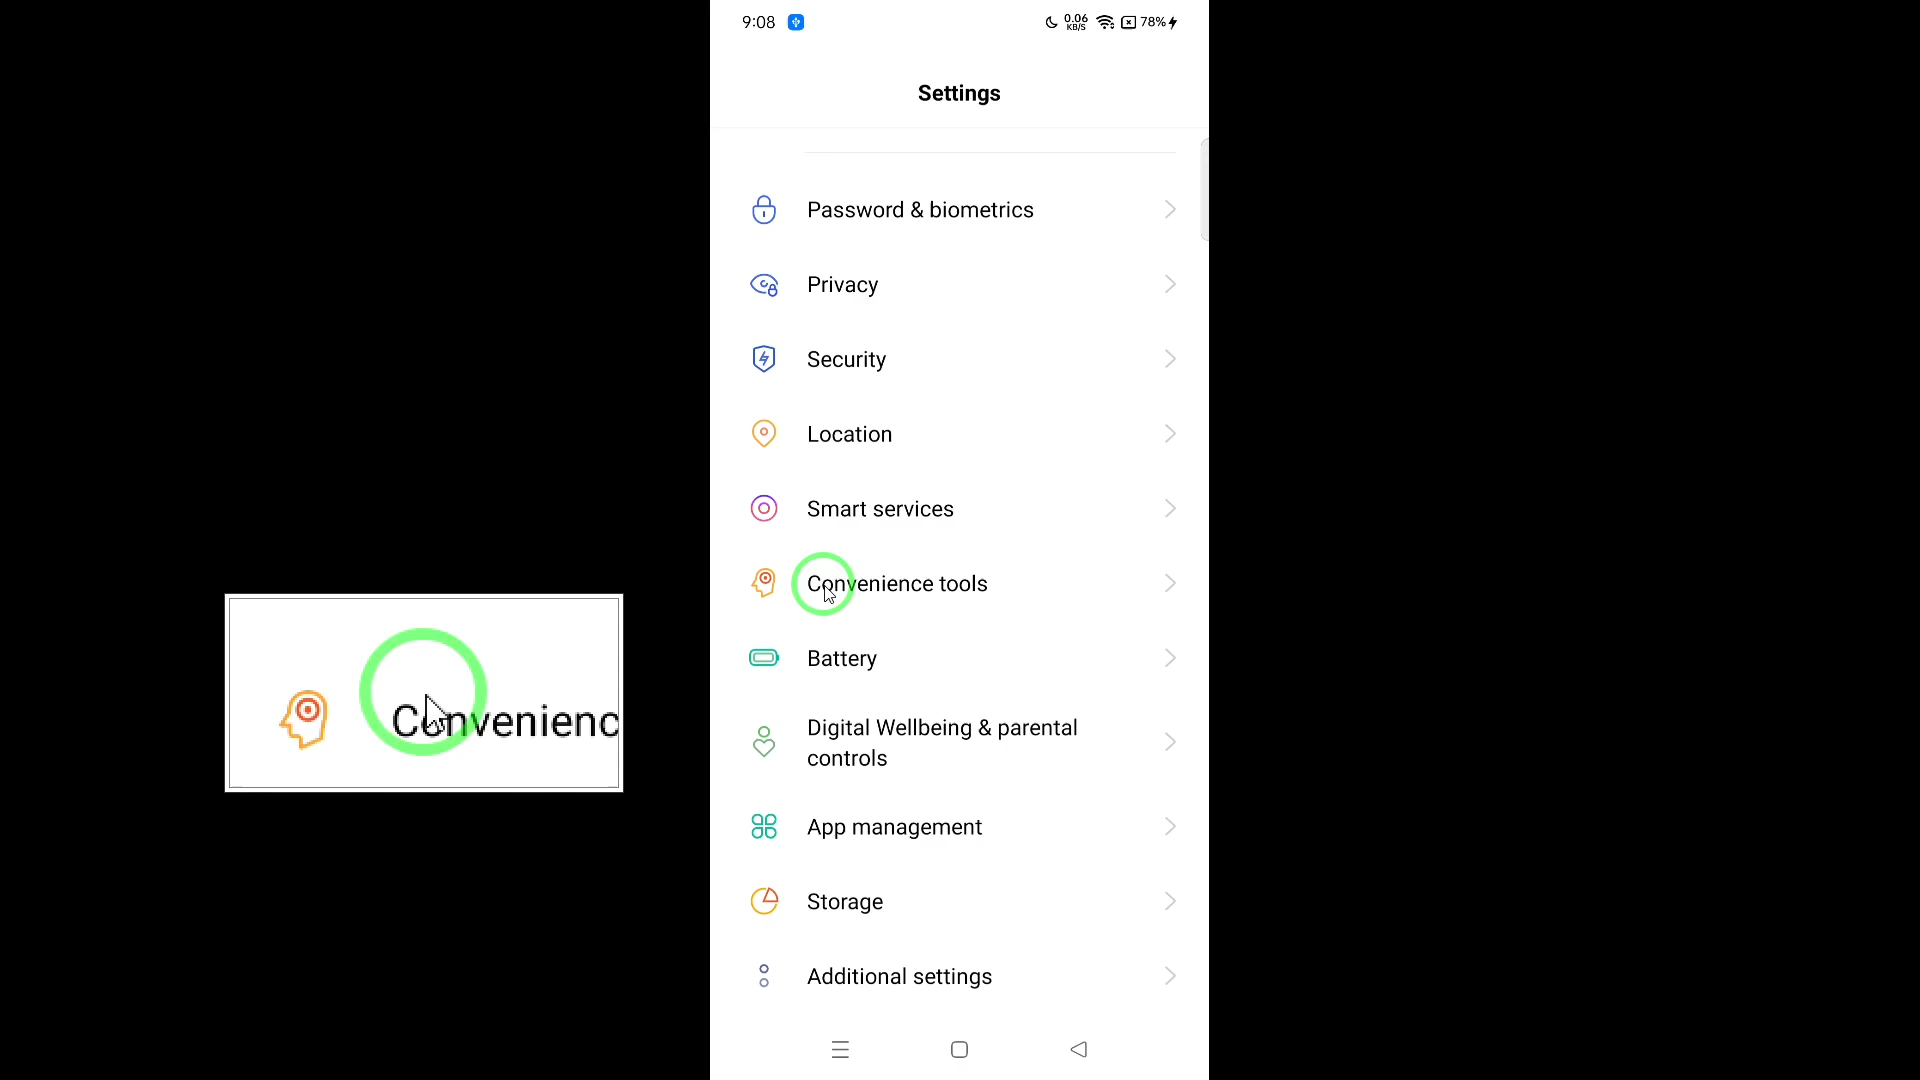 9:08
0.06
KB/S
78%
Settings
Password & biometrics
Privacy
Security
Location
Smart services
Convenience tools
Battery
Digital Wellbeing & parental
controls
App management
Storage
Additional settings
Convenienc